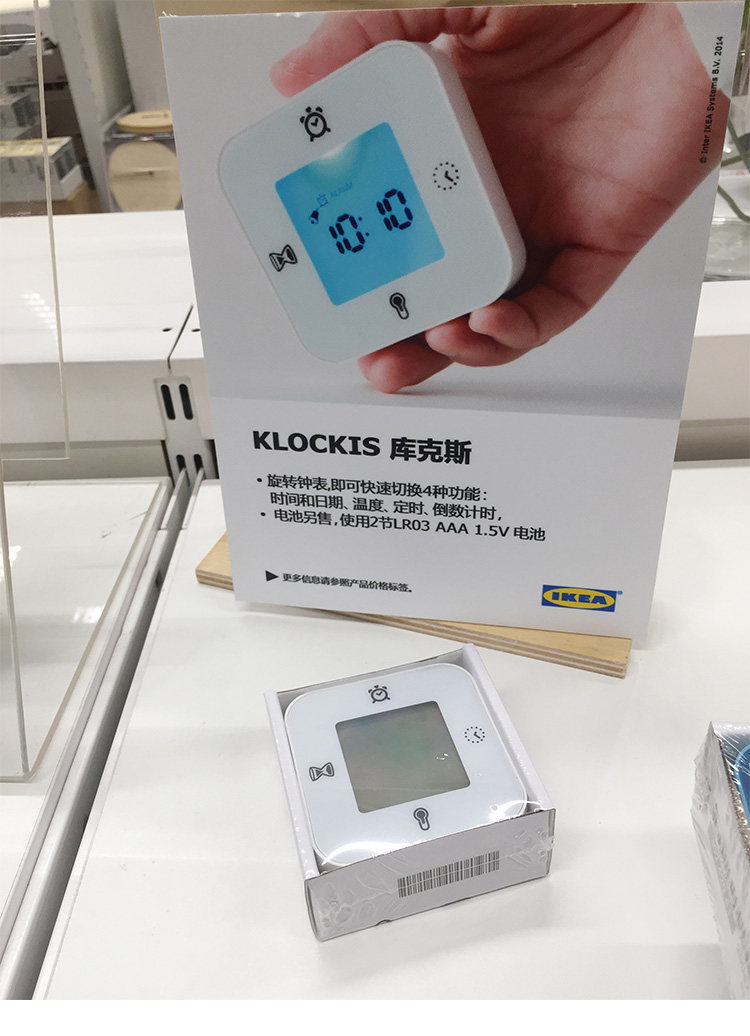 © Inter IKEA Systems B.V. 2014
ALARM
10:10
KLOCKIS 库克斯
• 旋转钟表,即可快速切换4种功能:
时间和日期、温度、定时、倒数计时,
• 电池另售,使用2节LR03 AAA 1.5V 电池
▶ 更多信息请参照产品价格标签。
IKEA®